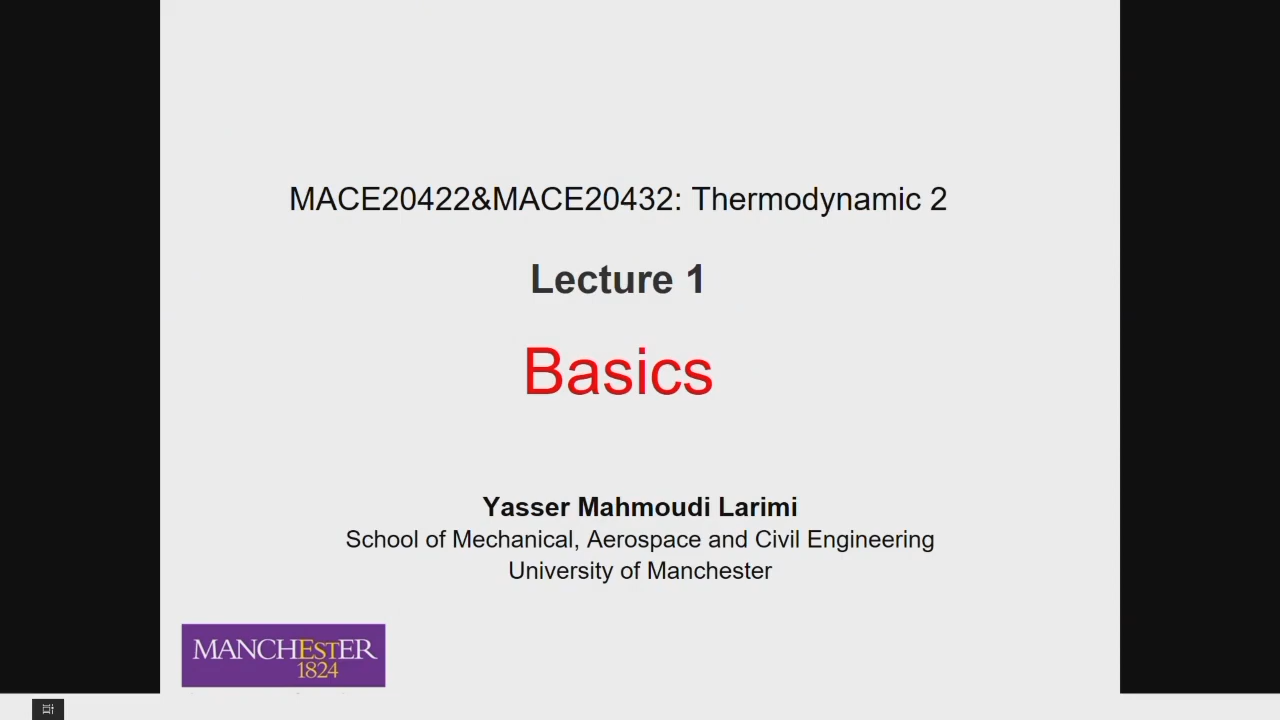 MACE20422&MACE20432: Thermodynamic 2
Lecture 1
Basics
Yasser Mahmoudi Larimi
School of Mechanical, Aerospace and Civil Engineering
University of Manchester
MANCHESTER
1824